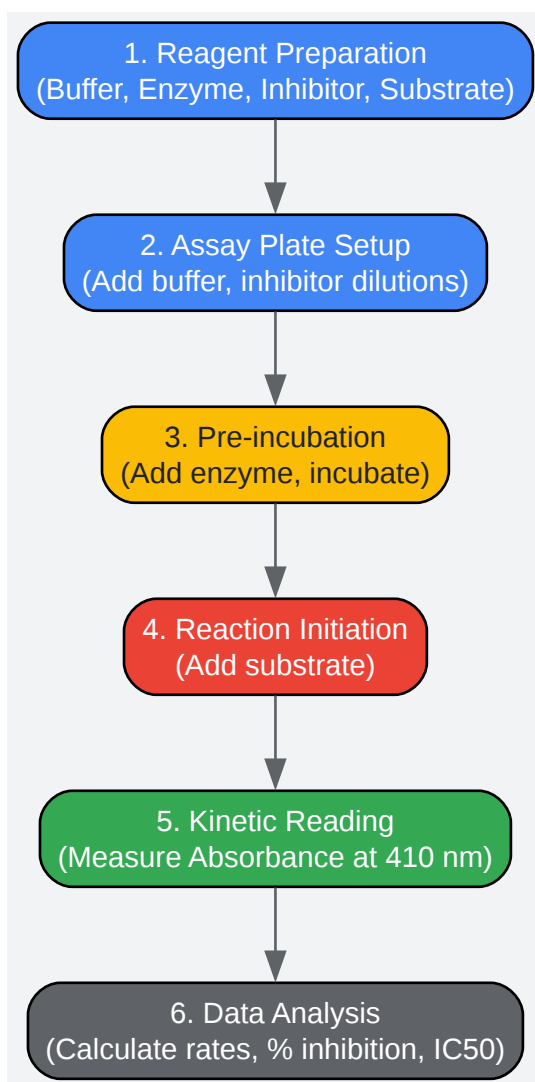 1. Reagent Preparation
(Buffer, Enzyme, Inhibitor, Substrate)
2. Assay Plate Setup
(Add buffer, inhibitor dilutions)
3. Pre-incubation
(Add enzyme, incubate)
4. Reaction Initiation
(Add substrate)
5. Kinetic Reading
(Measure Absorbance at 410 nm)
6. Data Analysis
(Calculate rates, % inhibition, IC50)